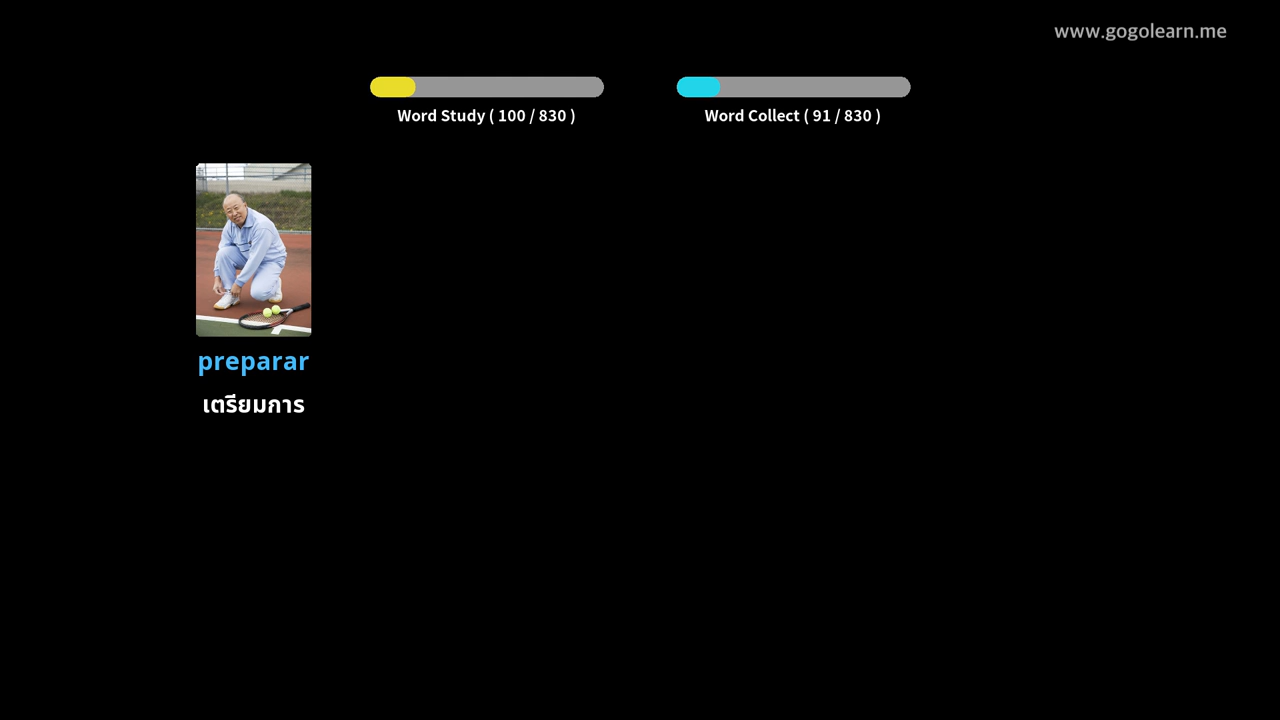 www.gogolearn.me
Word Study ( 100 / 830 )
Word Collect ( 91 / 830 )
preparar
เตรียมการ